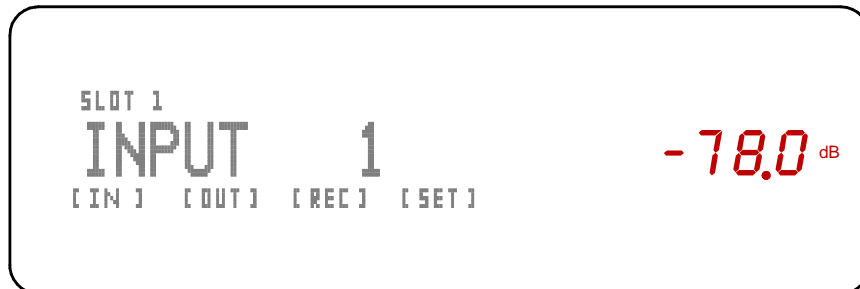 SLOT 1
INPUT 1
-78.0 dB
[IN ] [OUT] [REC] [SET]